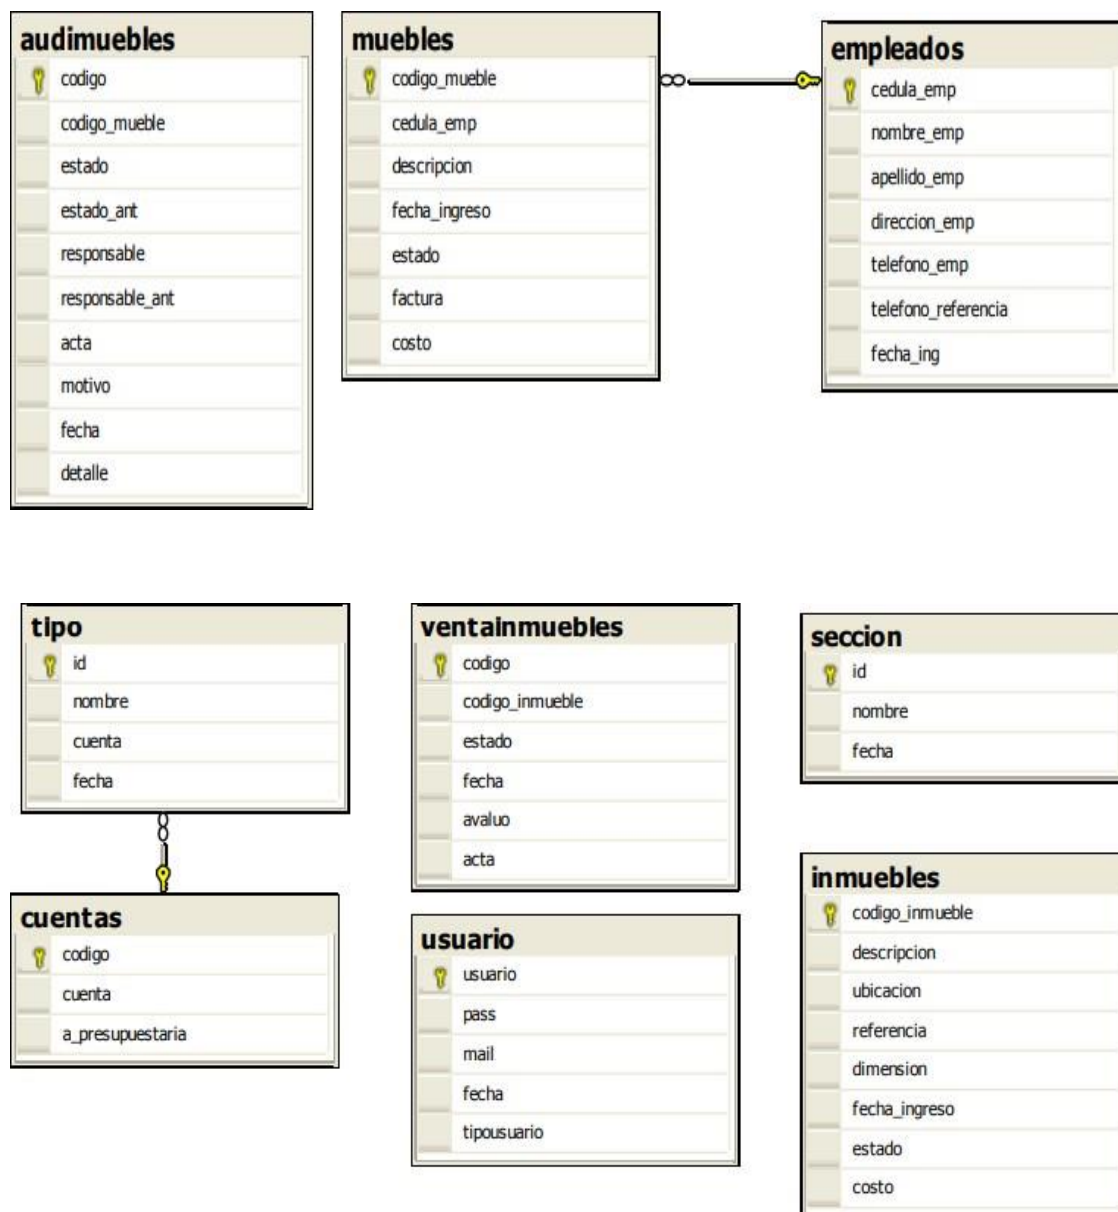 audimuebles
codigo
codigo_mueble
estado
estado_ant
responsable
responsable_ant
acta
motivo
fecha
detalle
muebles
codigo_mueble
cedula_emp
descripcion
fecha_ingreso
estado
factura
costo
empleados
cedula_emp
nombre_emp
apellido_emp
direccion_emp
telefono_emp
telefono_referencia
fecha_ing
tipo
id
nombre
cuenta
fecha
cuentas
codigo
cuenta
a_presupuestaria
ventainmuebles
codigo
codigo_inmueble
estado
fecha
avaluo
acta
usuario
usuario
pass
mail
fecha
tipousuario
seccion
id
nombre
fecha
inmuebles
codigo_inmueble
descripcion
ubicacion
referencia
dimension
fecha_ingreso
estado
costo